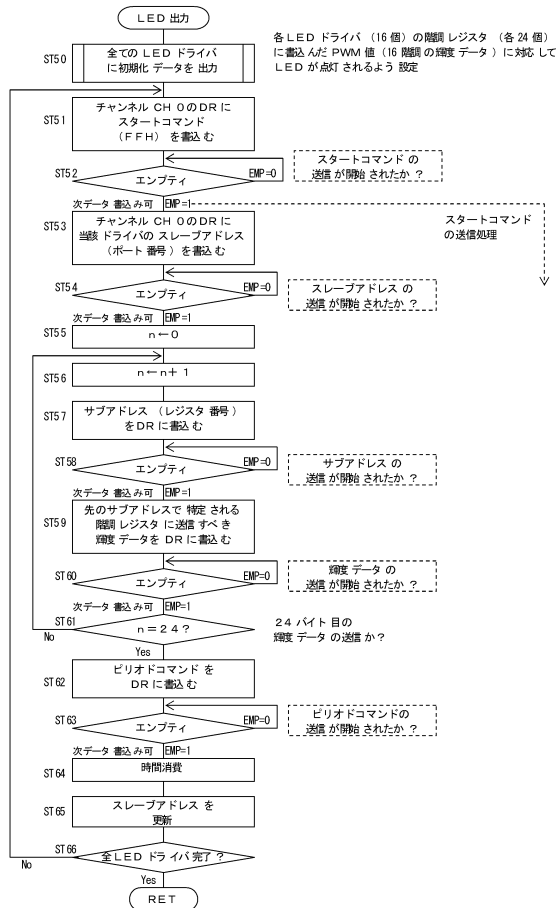 LED 出力
各LED ドライバ (16 個) の階調レジスタ (各24 個)
に書込んだ PWM 値 (16 階調の輝度データ) に対応して
LED が点灯されるよう 設定
ST50
全ての LED ドライバ
に初期化 データを 出力
ST51
チャンネル CH 0のDR に
スタートコマンド
(FFH) を書込む
ST52
エンプティ
EMP=0
スタートコマンド の
送信 が開始 されたか ?
次データ 書込み可
EMP=1
ST53
チャンネル CH 0のDR に
当該 ドライバの スレーブアドレス
(ポート 番号) を書込む
スタートコマンド
の送信処理
ST54
エンプティ
EMP=0
スレーブアドレス の
送信 が開始 されたか ?
次データ 書込み可
EMP=1
ST55
n←0
ST56
n←n+1
ST57
サブアドレス (レジスタ 番号)
をDR に書込む
ST58
エンプティ
EMP=0
サブアドレス の
送信 が開始 されたか ?
次データ 書込み可
EMP=1
ST59
先のサブアドレスで 特定 される
階調 レジスタ に送信 すべき
輝度 データを DR に書込む
ST60
エンプティ
EMP=0
輝度 データ の
送信 が開始 されたか ?
次データ 書込み可
EMP=1
ST61
n=24?
24 バイト 目の
輝度 データ の送信 か?
No
Yes
ST62
ピリオドコマンド を
DR に書込む
ST63
エンプティ
EMP=0
ピリオドコマンドの
送信 が開始 されたか ?
次データ 書込み可
EMP=1
ST64
時間消費
ST65
スレーブアドレス を
更新
ST66
全LED ドライバ 完了 ?
No
Yes
RET